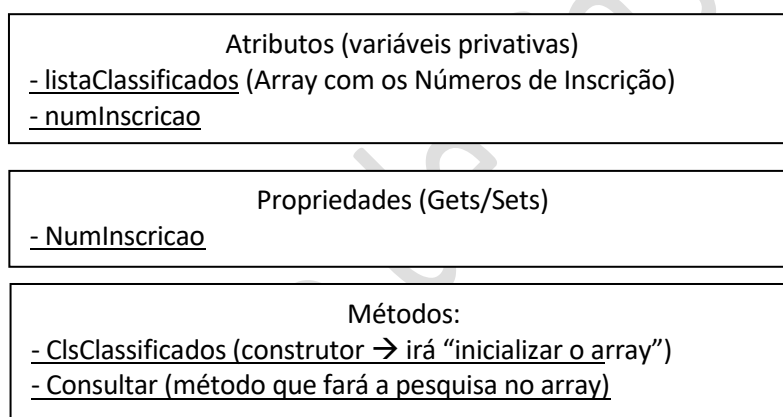 Atributos (variáveis privativas)
- listaClassificados (Array com os Números de Inscrição)
- numInscricao
Propriedades (Gets/Sets)
- NumInscricao
Métodos:
- ClsClassificados (construtor → irá “inicializar o array”)
- Consultar (método que fará a pesquisa no array)